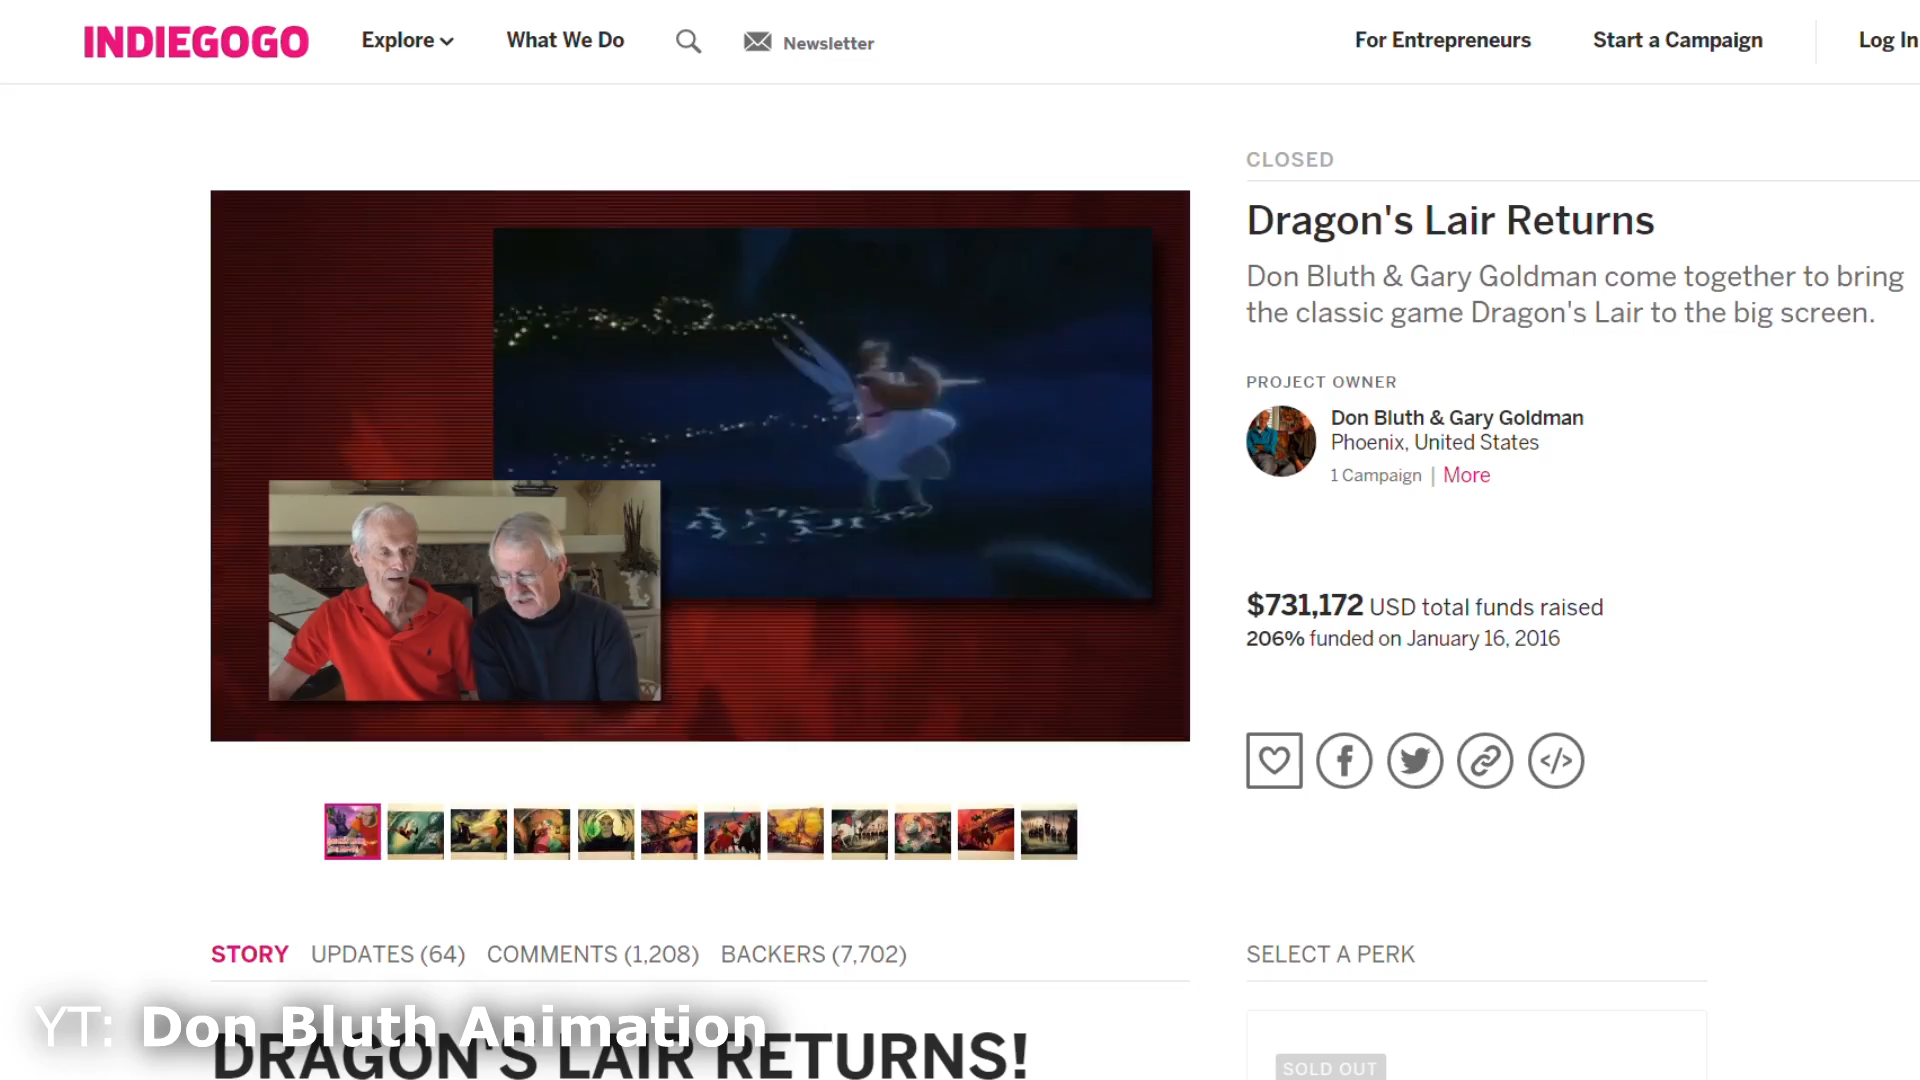 INDIEGOGO Explore What We Do Newsletter For Entrepreneurs Start a Campaign Log In
CLOSED
Dragon's Lair Returns
Don Bluth & Gary Goldman come together to bring
the classic game Dragon's Lair to the big screen.
PROJECT OWNER
Don Bluth & Gary Goldman
Phoenix, United States
1 Campaign | More
$731,172 USD total funds raised
206% funded on January 16, 2016
STORY UPDATES (64) COMMENTS (1,208) BACKERS (7,702)
SELECT A PERK
YT: Don Bluth Animation
DRAGON'S LAIR RETURNS!
SOLD OUT